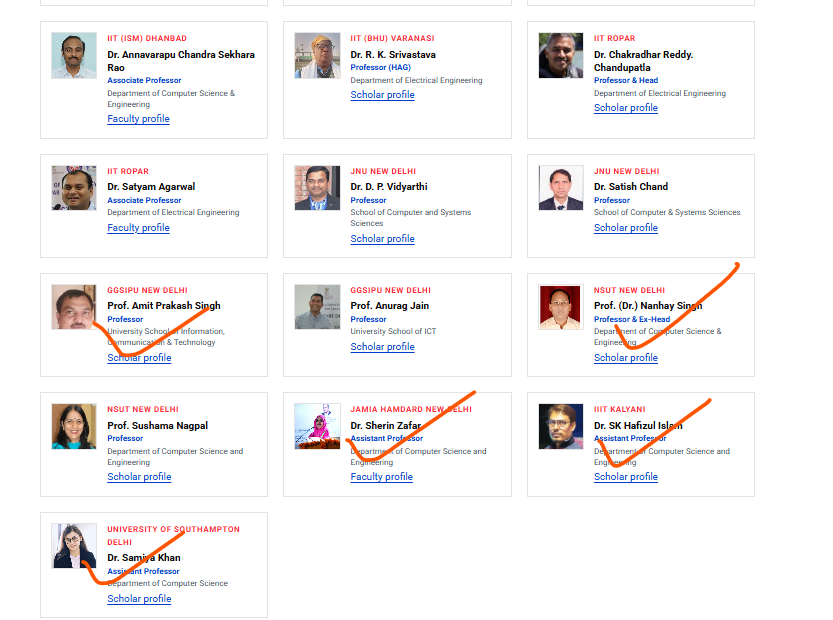 IIT (ISM) DHANBAD
Dr. Annavarapu Chandra Sekhara
Rao
Associate Professor
Department of Computer Science &
Engineering
Faculty profile
IIT (BHU) VARANASI
Dr. R. K. Srivastava
Professor (HAG)
Department of Electrical Engineering
Scholar profile
IIT ROPAR
Dr. Chakradhar Reddy.
Chandupatla
Professor & Head
Department of Electrical Engineering
Scholar profile
IIT ROPAR
Dr. Satyam Agarwal
Associate Professor
Department of Electrical Engineering
Faculty profile
JNU NEW DELHI
Dr. D. P. Vidyarthi
Professor
School of Computer and Systems
Sciences
Scholar profile
JNU NEW DELHI
Dr. Satish Chand
Professor
School of Computer & Systems Sciences
Scholar profile
GGSIPU NEW DELHI
Prof. Amit Prakash Singh
Professor
University School of Information,
Communication & Technology
Scholar profile
GGSIPU NEW DELHI
Prof. Anurag Jain
Professor
University School of ICT
Scholar profile
NSUT NEW DELHI
Prof. (Dr.) Nanhay Singh
Professor & Ex-Head
Department of Computer Science &
Engineering
Scholar profile
NSUT NEW DELHI
Prof. Sushama Nagpal
Professor
Department of Computer Science and
Engineering
Scholar profile
JAMIA HAMDARD NEW DELHI
Dr. Sherin Zafar
Assistant Professor
Department of Computer Science and
Engineering
Faculty profile
IIIT KALYANI
Dr. SK Hafizul Islam
Assistant Professor
Department of Computer Science and
Engineering
Scholar profile
UNIVERSITY OF SOUTHAMPTON
DELHI
Dr. Samiya Khan
Assistant Professor
Department of Computer Science
Scholar profile